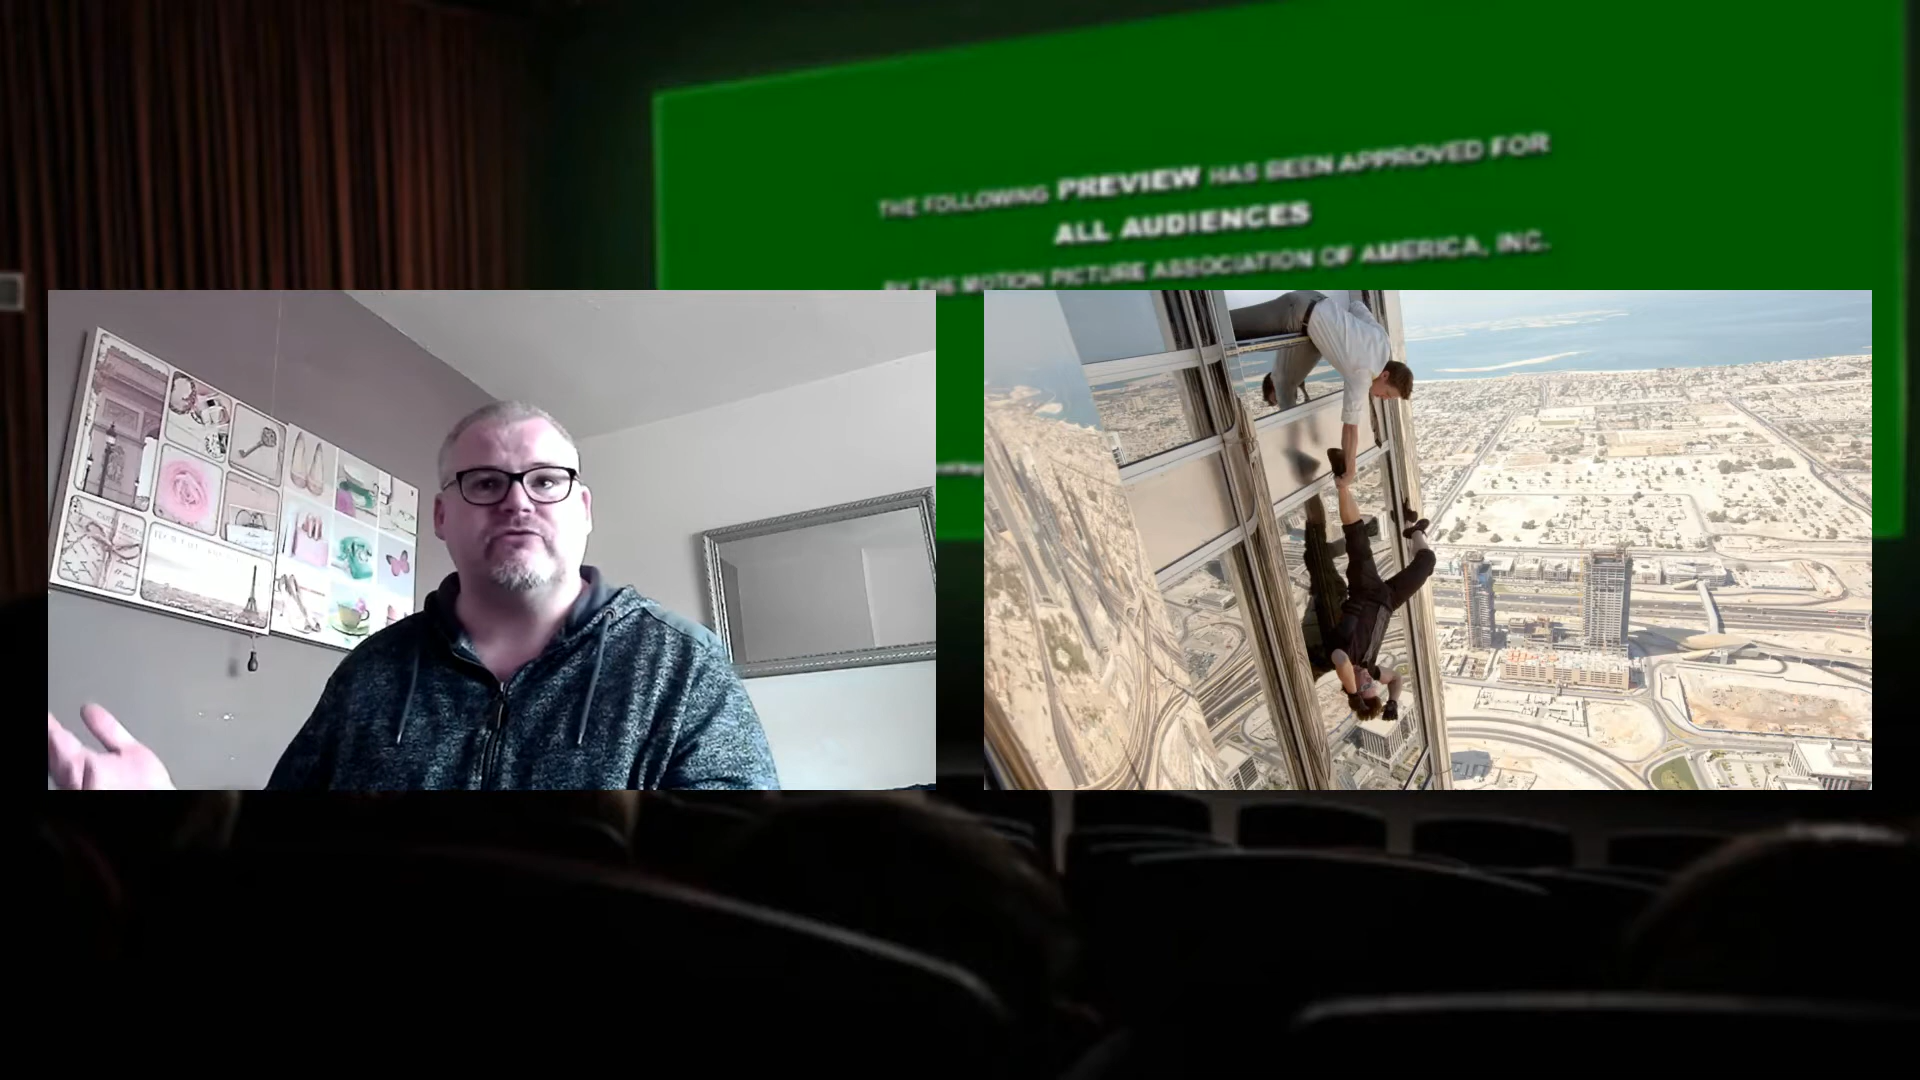 THE FOLLOWING PREVIEW HAS BEEN APPROVED FOR
ALL AUDIENCES
BY THE MOTION PICTURE ASSOCIATION OF AMERICA, INC.